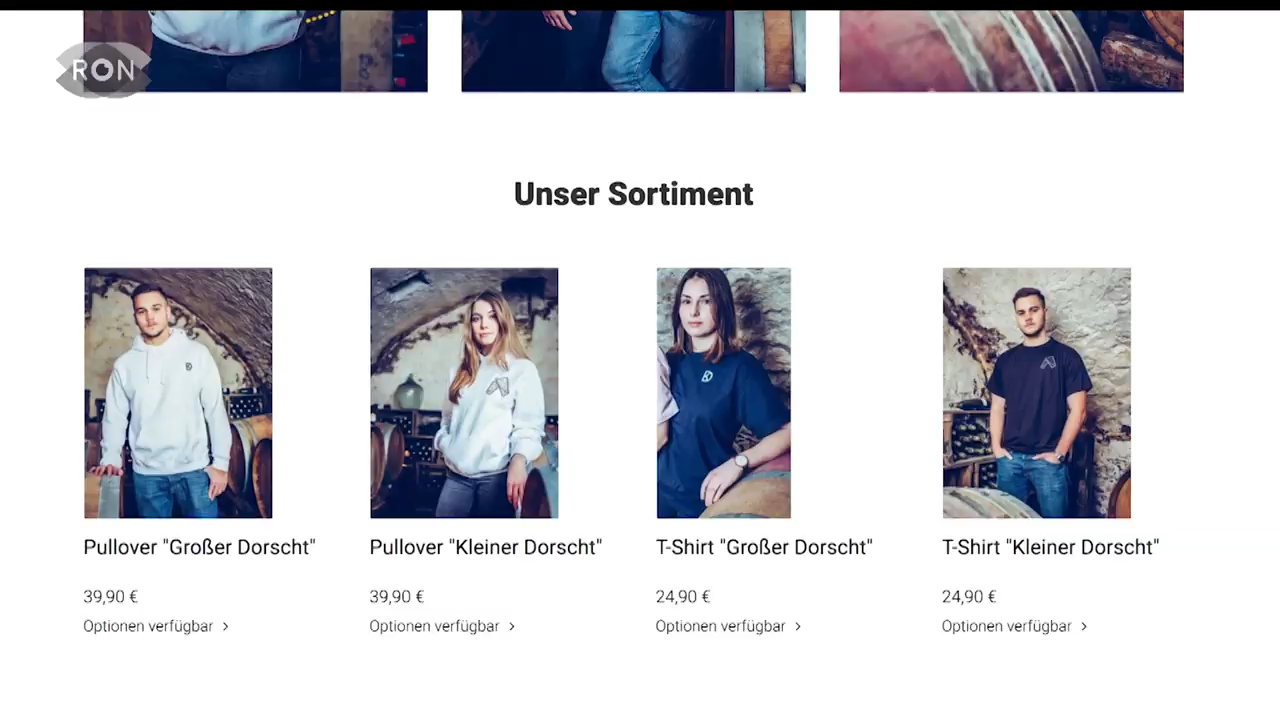 RON
Unser Sortiment
Pullover "Großer Dorscht"
Pullover "Kleiner Dorscht"
T-Shirt "Großer Dorscht"
T-Shirt "Kleiner Dorscht"
39,90 €
39,90 €
24,90 €
24,90 €
Optionen verfügbar >
Optionen verfügbar >
Optionen verfügbar >
Optionen verfügbar >